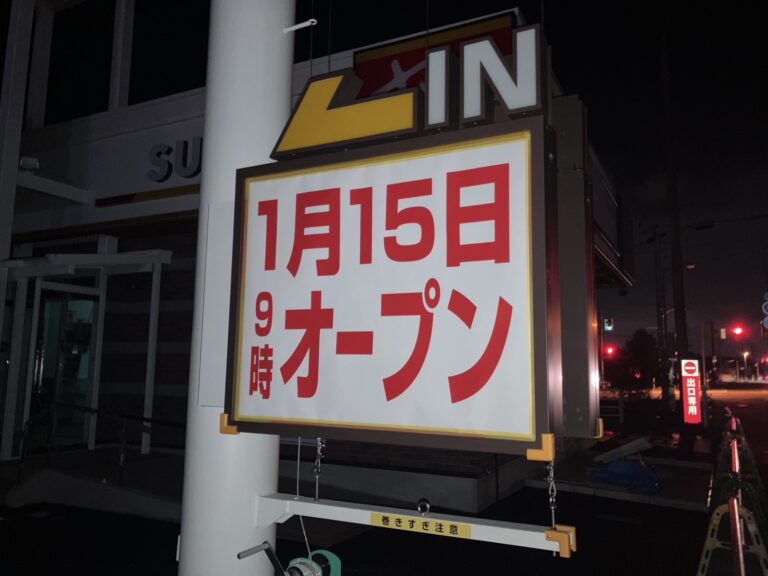 IN
SU
1月15日
9時
オープン
出口専用
巻きすぎ注意